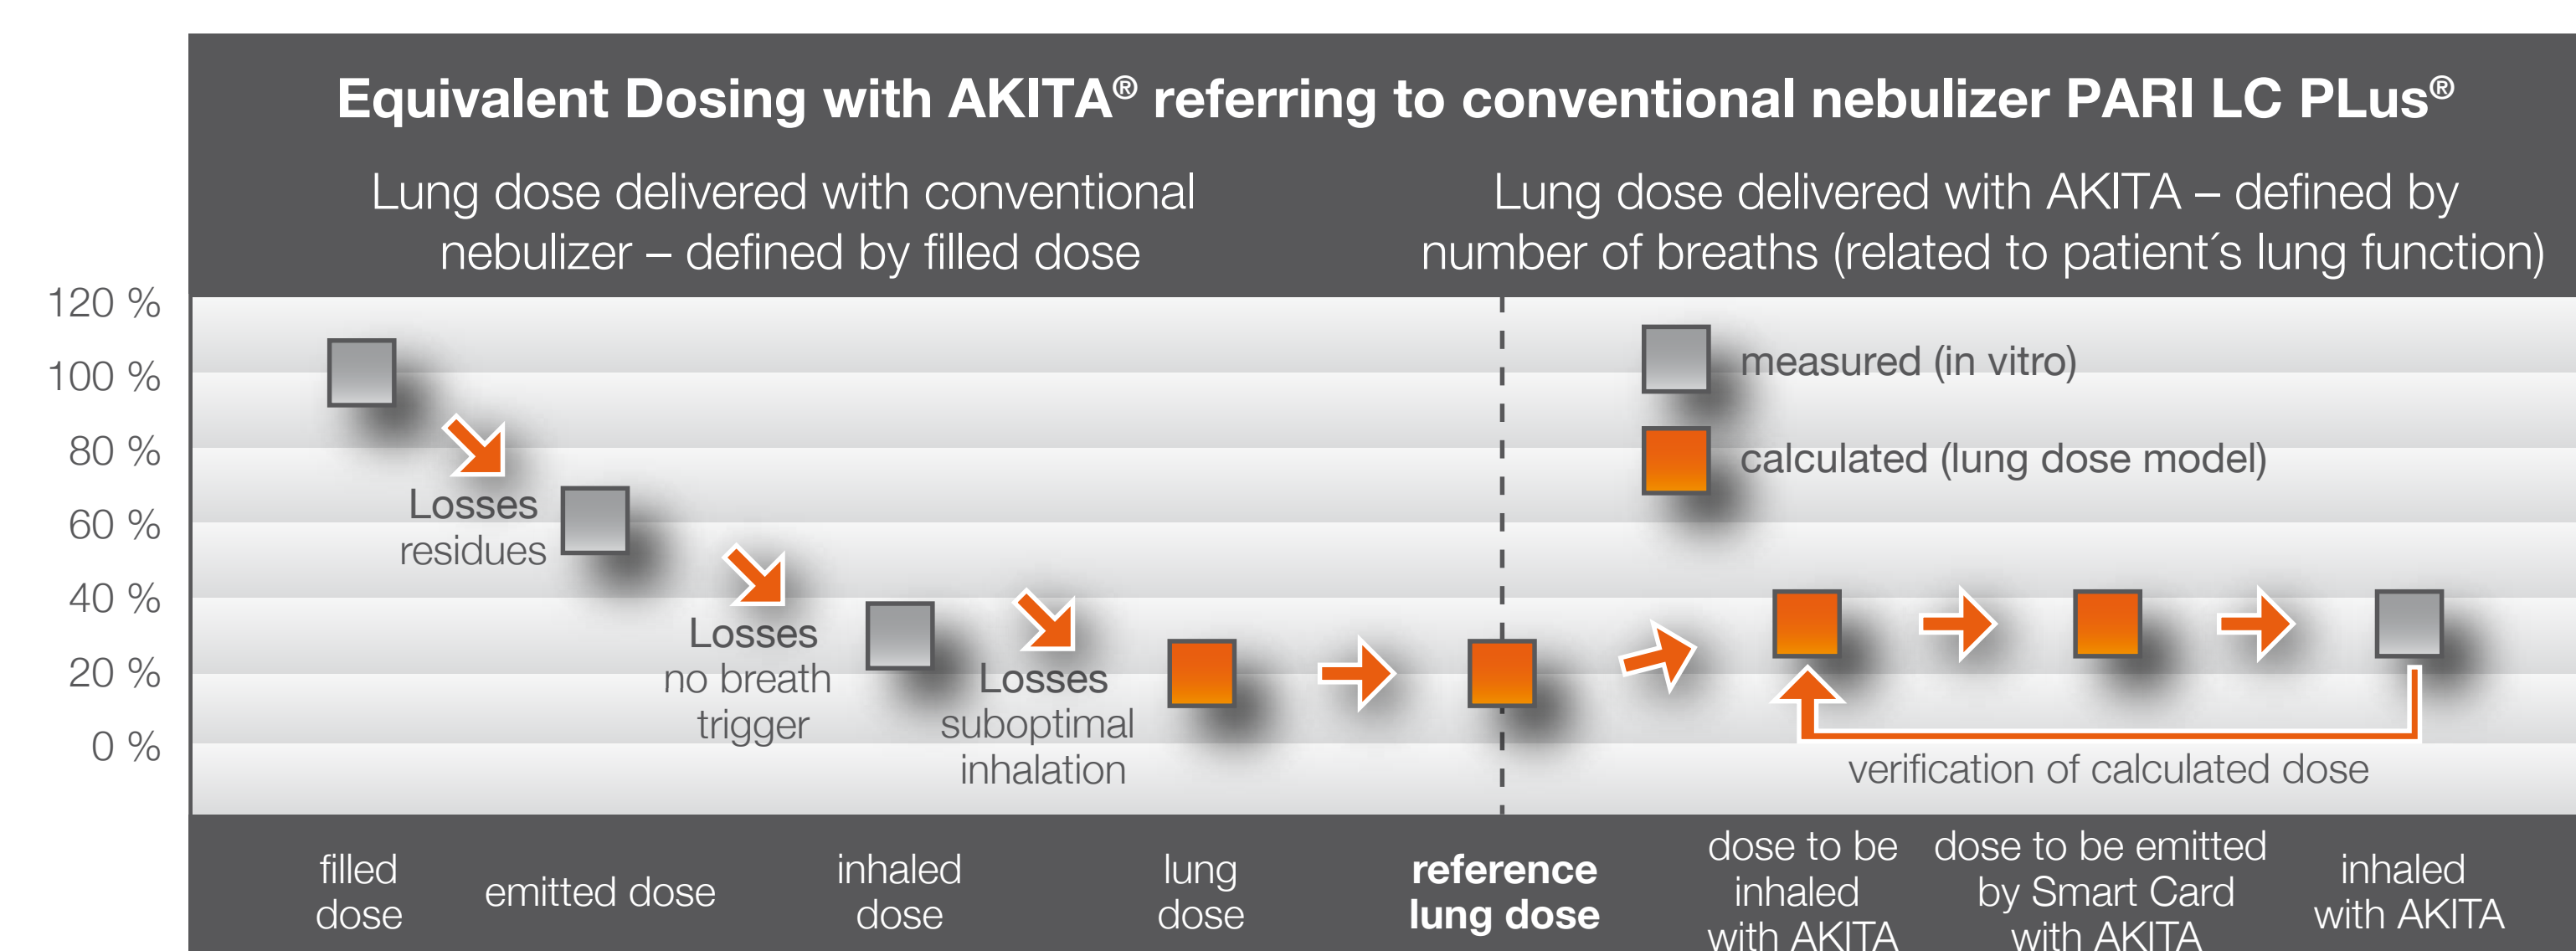 Equivalent Dosing with AKITA® referring to conventional nebulizer PARI LC PLus®
Lung dose delivered with conventional
nebulizer – defined by filled dose
Lung dose delivered with AKITA – defined by
number of breaths (related to patient´s lung function)
120 %
100 %
80 %
60 %
40 %
20 %
0 %
measured (in vitro)
calculated (lung dose model)
Losses
residues
Losses
no breath
trigger
Losses
suboptimal
inhalation
verification of calculated dose
filled
dose
emitted dose
inhaled
dose
lung
dose
reference
lung dose
dose to be
inhaled
with AKITA
dose to be emitted
by Smart Card
with AKITA
inhaled
with AKITA